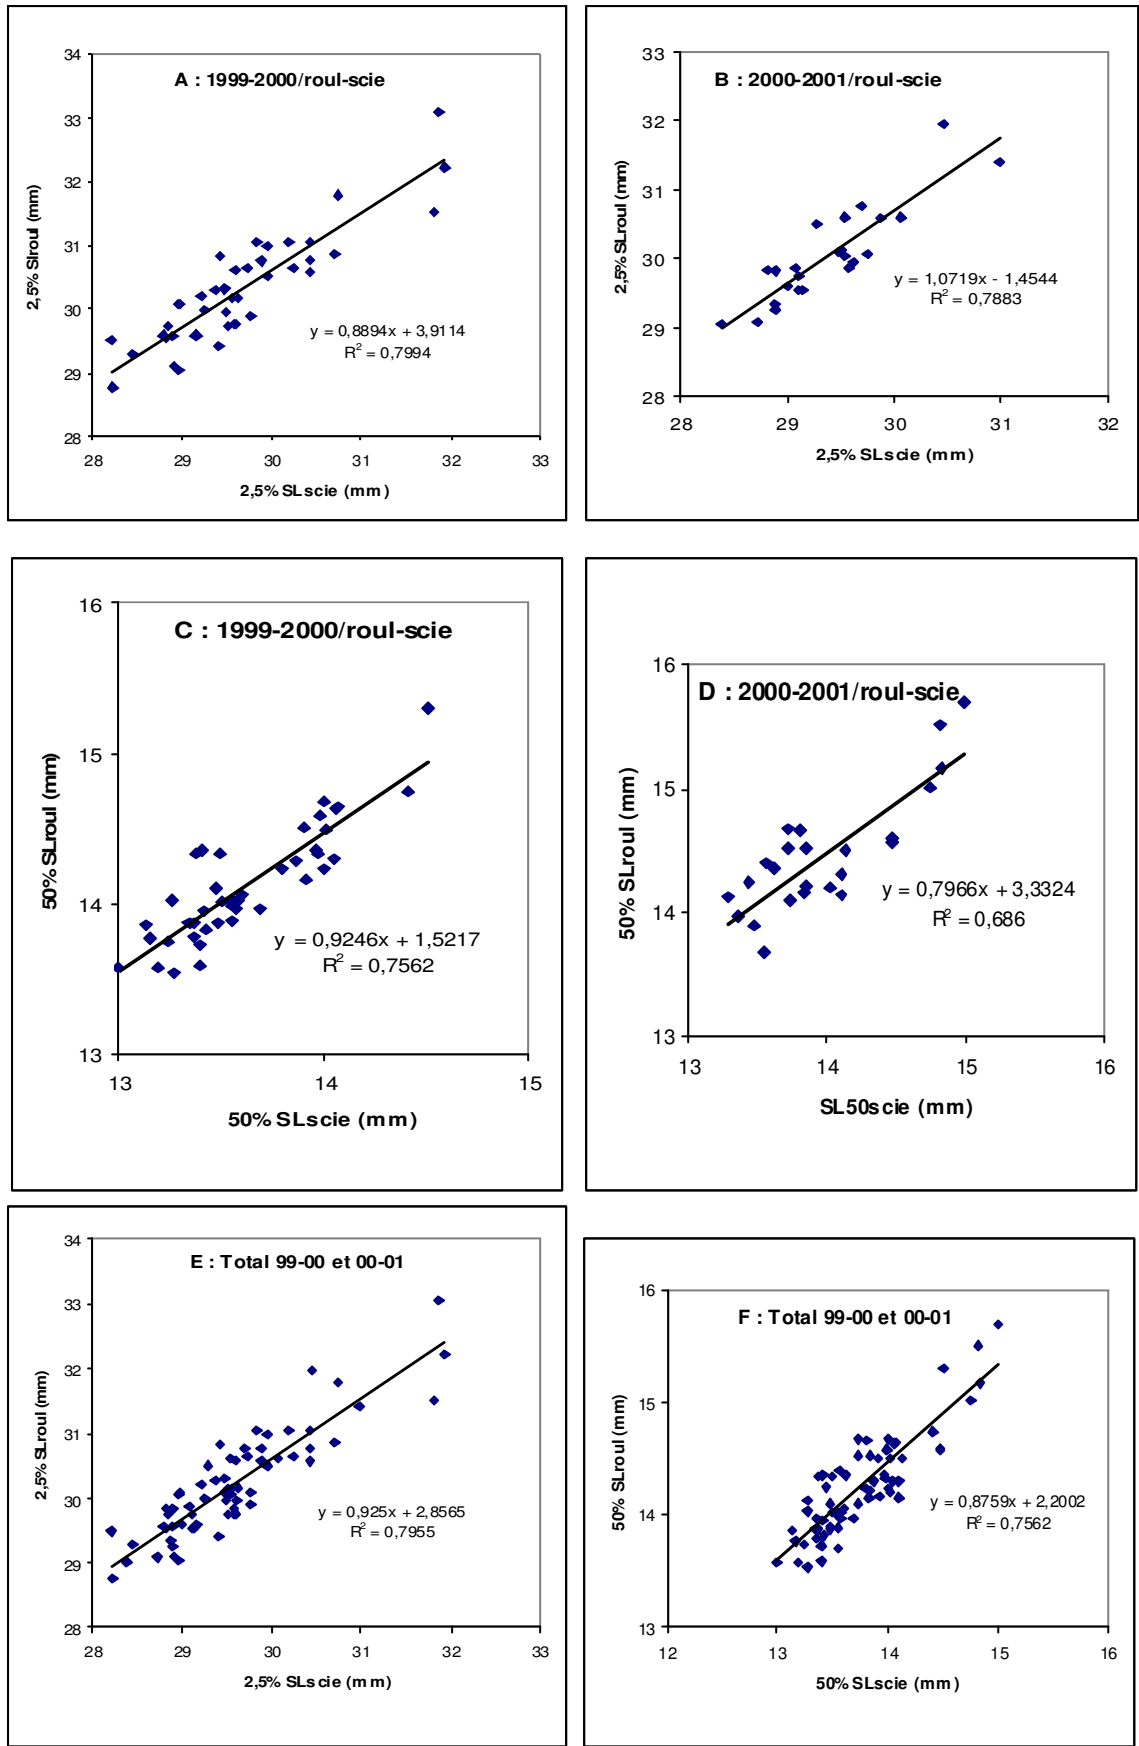 A : 1999-2000/roul-scie
34
33
32
31
30
29
28
2,5% Slroul (mm)
y = 0,8894x + 3,9114
R² = 0,7994
28 29 30 31 32 33
2,5% SLscie (mm)
B : 2000-2001/roul-scie
33
32
31
30
29
28
2,5% SLroul (mm)
y = 1,0719x - 1,4544
R² = 0,7883
28 29 30 31 32
2,5% SLscie (mm)
C : 1999-2000/roul-scie
16
15
14
13
50% SLroul (mm)
y = 0,9246x + 1,5217
R² = 0,7562
13 14 15
50% SLscie (mm)
D : 2000-2001/roul-scie
16
15
14
13
50% SLroul (mm)
y = 0,7966x + 3,3324
R² = 0,686
13 14 15 16
SL50scie (mm)
E : Total 99-00 et 00-01
34
33
32
31
30
29
28
2,5% SLroul (mm)
y = 0,925x + 2,8565
R² = 0,7955
28 29 30 31 32 33
2,5% SLscie (mm)
F : Total 99-00 et 00-01
16
15
14
13
50% SLroul (mm)
y = 0,8759x + 2,2002
R² = 0,7562
12 13 14 15 16
50% SLscie (mm)